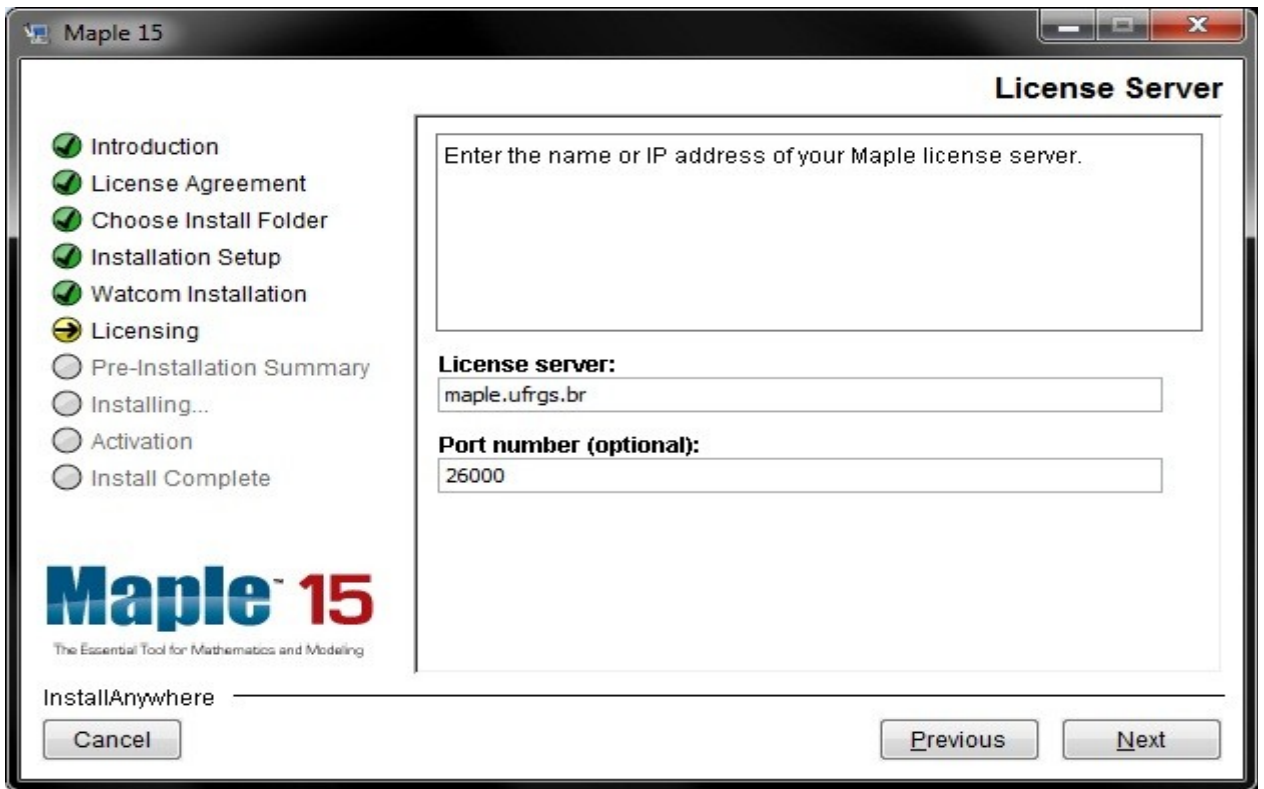 Maple 15
License Server
Introduction
License Agreement
Choose Install Folder
Installation Setup
Watcom Installation
Licensing
Pre-Installation Summary
Installing...
Activation
Install Complete
Enter the name or IP address of your Maple license server.
License server:
maple.ufrgs.br
Port number (optional):
26000
Maple™ 15
The Essential Tool for Mathematics and Modeling
InstallAnywhere
Cancel
Previous
Next